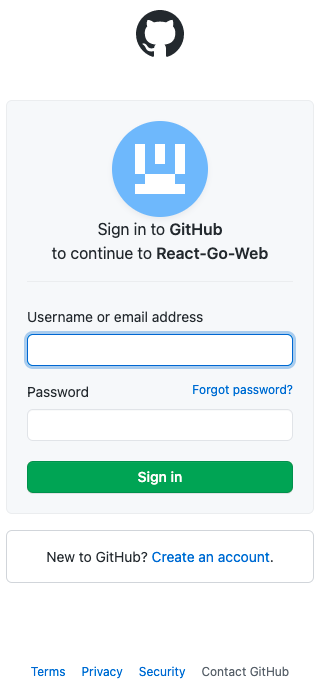 Sign in to GitHub
to continue to React-Go-Web
Username or email address
Password
Forgot password?
Sign in
New to GitHub? Create an account.
Terms Privacy Security Contact GitHub